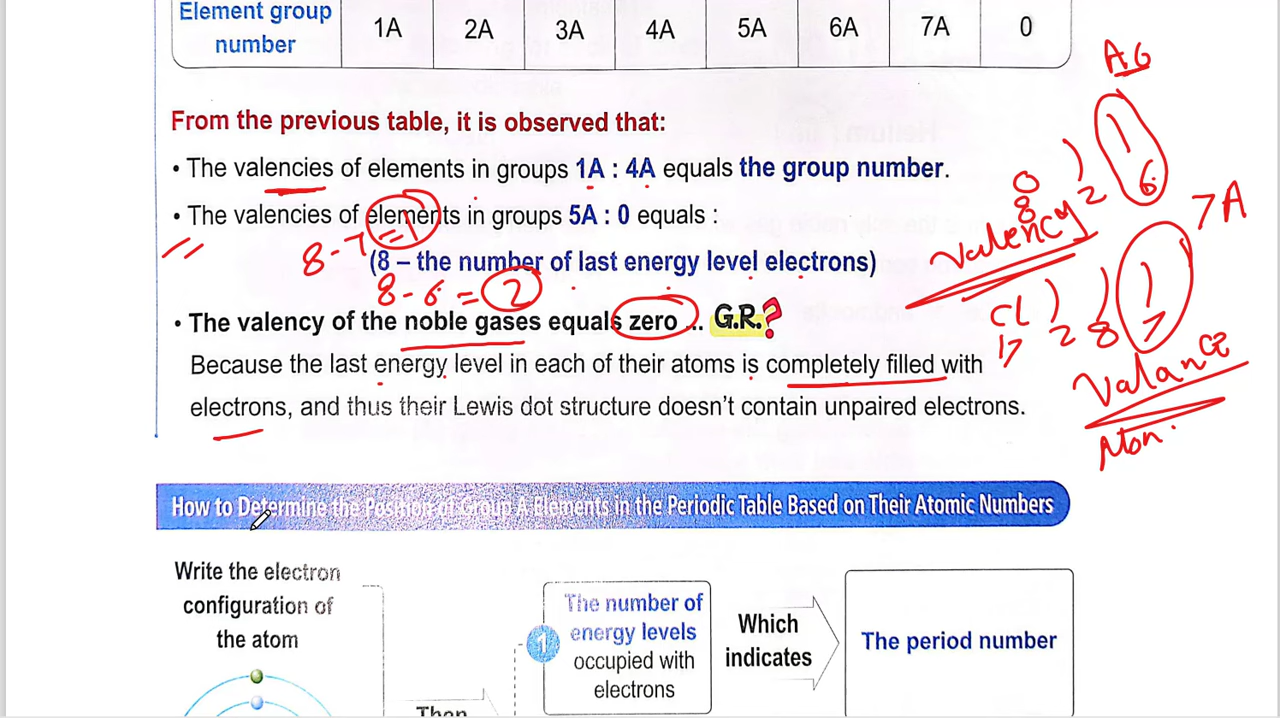 Element group number 1A 2A 3A 4A 5A 6A 7A 0
A6
From the previous table, it is observed that:
• The valencies of elements in groups 1A : 4A equals the group number.
O ) )
8 2 6
Valency
7A
• The valencies of elements in groups 5A : 0 equals :
8 - 7 = 1
(8 – the number of last energy level electrons)
8 - 6 = 2
Cl ) ) )
17 2 8 7
• The valency of the noble gases equals zero ... G.R.?
Because the last energy level in each of their atoms is completely filled with
electrons, and thus their Lewis dot structure doesn't contain unpaired electrons.
Valance
Mon.
How to Determine the Position of Group A Elements in the Periodic Table Based on Their Atomic Numbers
Write the electron
configuration of
the atom
Then
1
The number of
energy levels
occupied with
electrons
Which
indicates
The period number